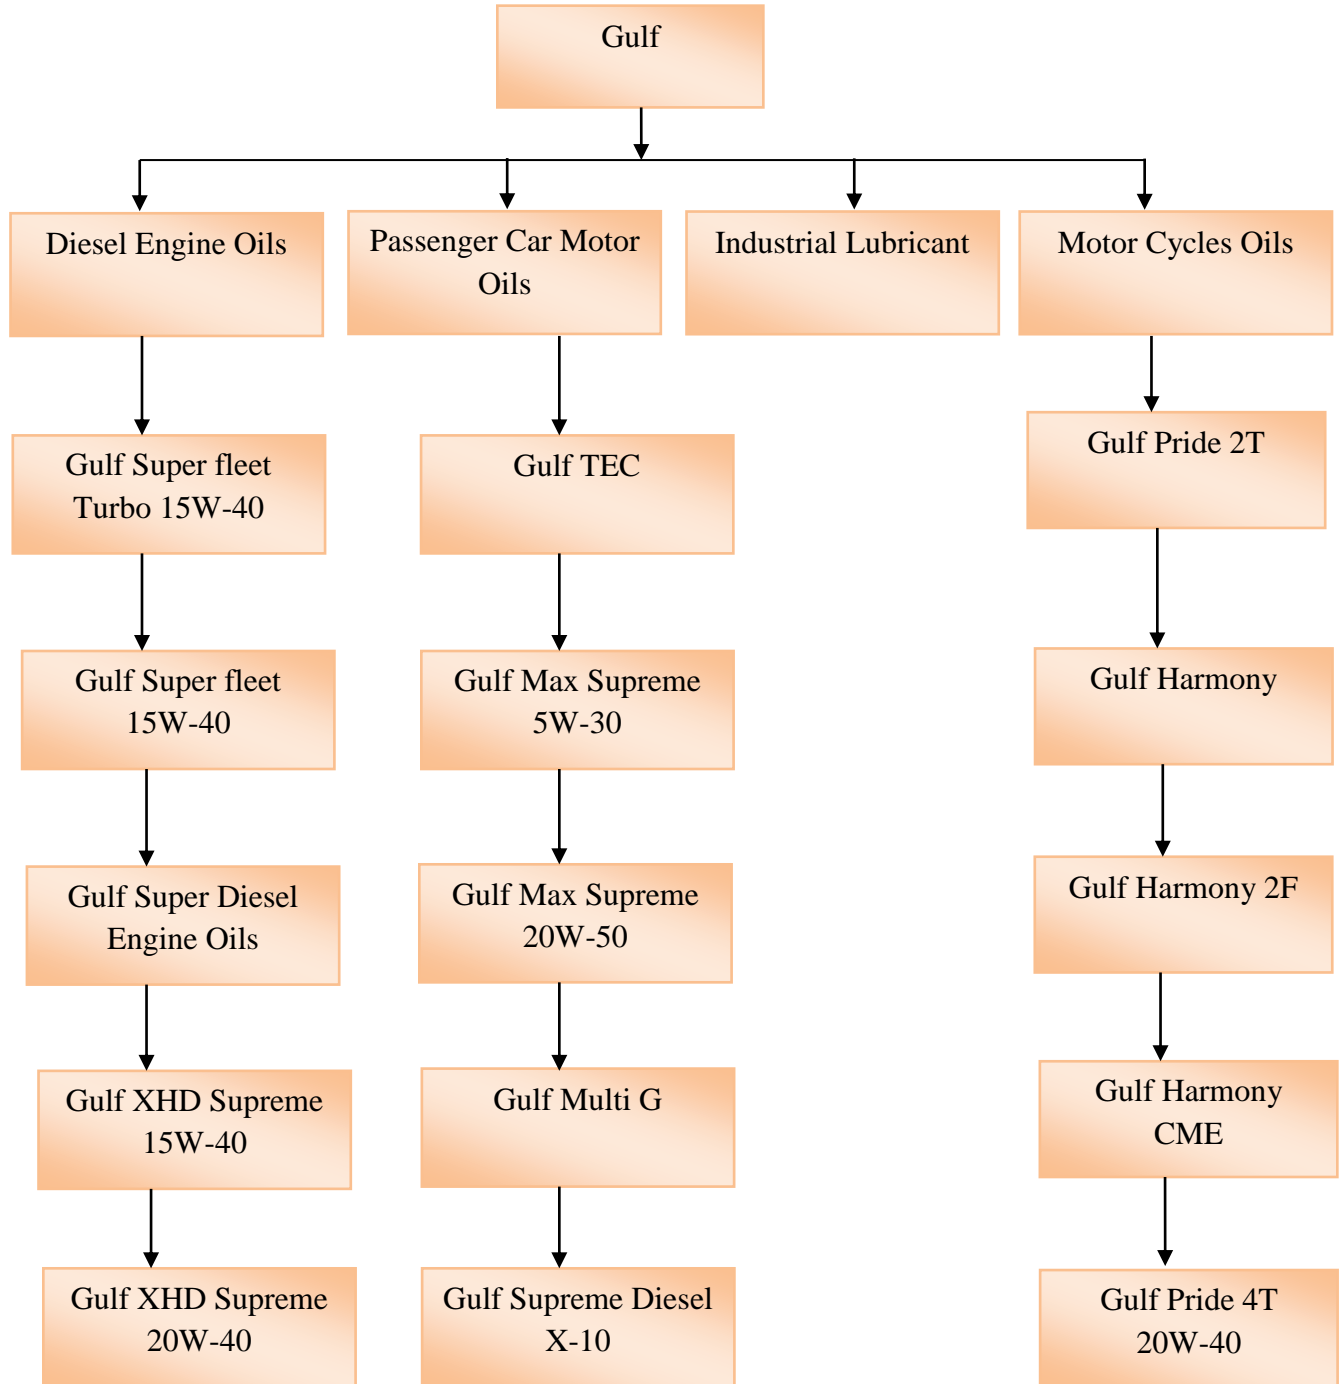 Gulf
Diesel Engine Oils
Passenger Car Motor
Oils
Industrial Lubricant
Motor Cycles Oils
Gulf Super fleet
Turbo 15W-40
Gulf TEC
Gulf Pride 2T
Gulf Super fleet
15W-40
Gulf Max Supreme
5W-30
Gulf Harmony
Gulf Super Diesel
Engine Oils
Gulf Max Supreme
20W-50
Gulf Harmony 2F
Gulf XHD Supreme
15W-40
Gulf Multi G
Gulf Harmony
CME
Gulf XHD Supreme
20W-40
Gulf Supreme Diesel
X-10
Gulf Pride 4T
20W-40